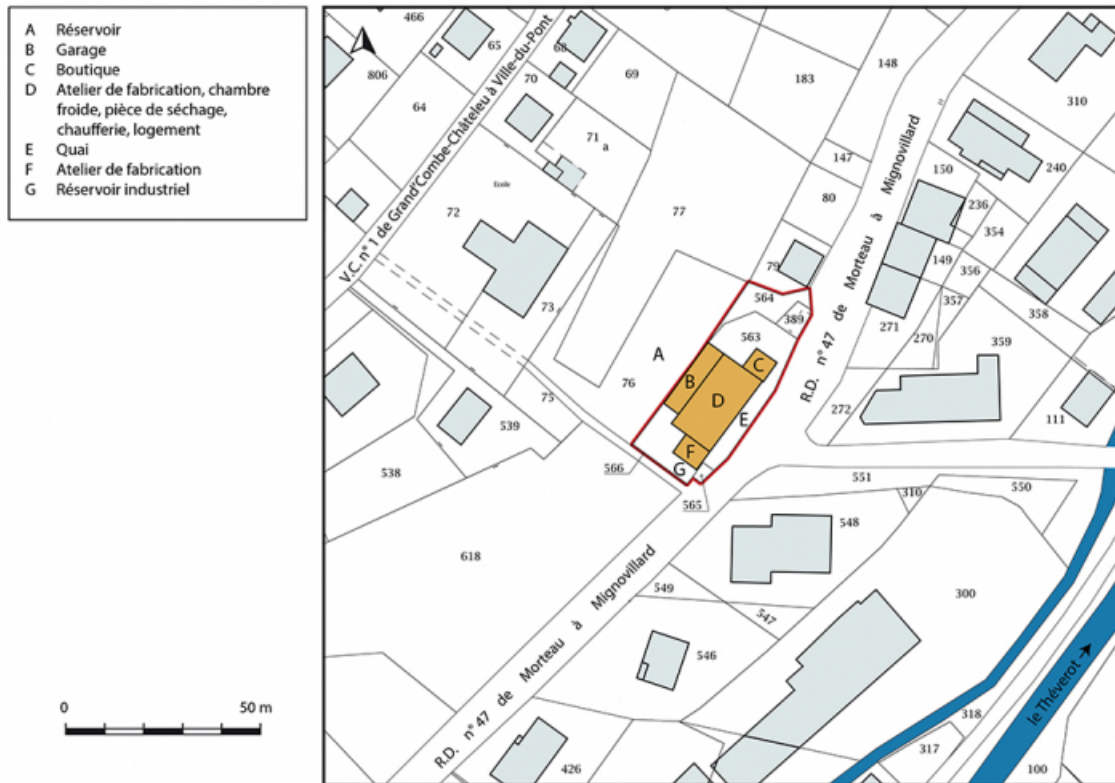 A Réservoir
B Garage
C Boutique
D Atelier de fabrication, chambre
froide, pièce de séchage,
chaufferie, logement
E Quai
F Atelier de fabrication
G Réservoir industriel
0 50 m
466
65
68
806
64
70
69
183
148
310
71
a
147
150
240
Ecole
V.C. n° 1 de Grand'Combe-Châteleu à Ville-du-Pont
72
77
80
236
354
79
149
356
73
564
389
357
358
563
271
270
359
A
B
C
D
E
F
G
R.D. n° 47 de Morteau à Mignovillard
76
75
272
111
539
538
566
565
551
310
550
618
548
549
547
300
546
R.D. n° 47 de Morteau à Mignovillard
le Théverot
318
317
426
100